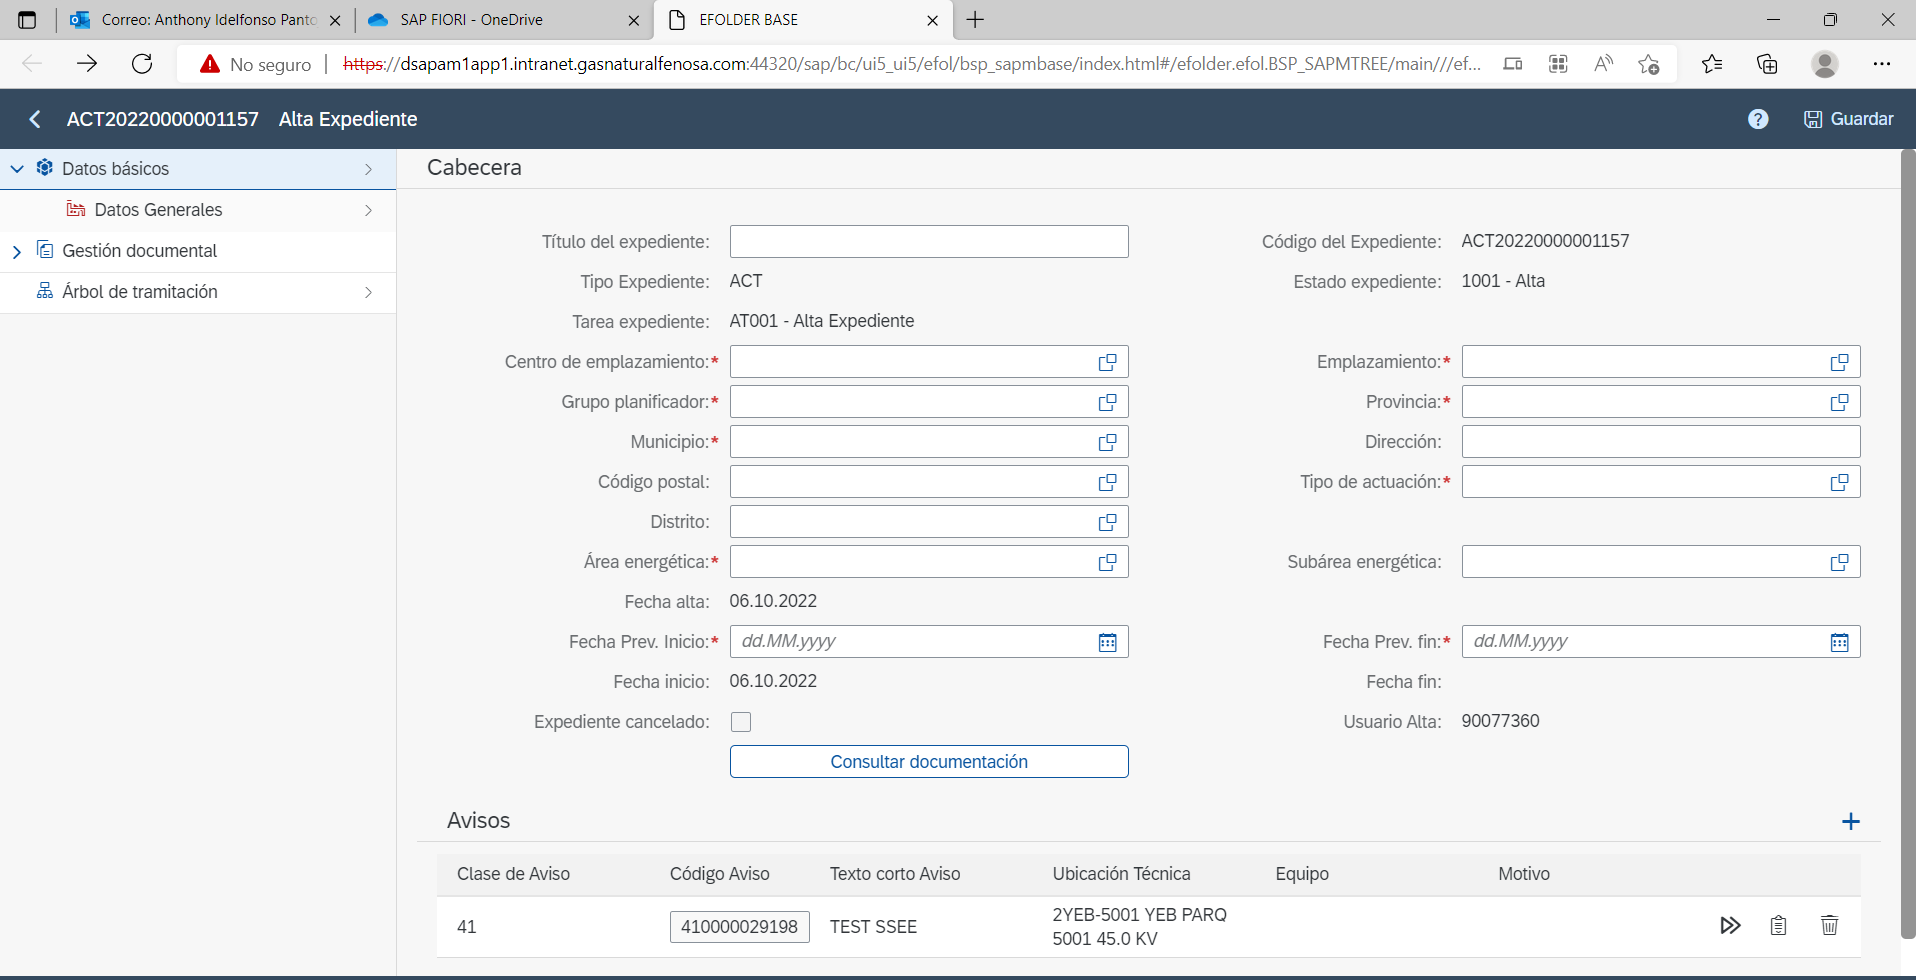 Correo: Anthony Idelfonso Panto
SAP FIORI - OneDrive
EFOLDER BASE
No seguro
https://dsapam1app1.intranet.gasnaturalfenosa.com:44320/sap/bc/ui5_ui5/efol/bsp_sapmbase/index.html#/efolder.efol.BSP_SAPMTREE/main///ef...
ACT20220000001157 Alta Expediente
? Guardar
Datos básicos
Datos Generales
Gestión documental
Árbol de tramitación
Cabecera
Título del expediente:
Código del Expediente: ACT20220000001157
Tipo Expediente: ACT
Estado expediente: 1001 - Alta
Tarea expediente: AT001 - Alta Expediente
Centro de emplazamiento:*
Emplazamiento:*
Grupo planificador:*
Provincia:*
Municipio:*
Dirección:
Código postal:
Tipo de actuación:*
Distrito:
Área energética:*
Subárea energética:
Fecha alta: 06.10.2022
Fecha Prev. Inicio:* dd.MM.yyyy
Fecha Prev. fin:* dd.MM.yyyy
Fecha inicio: 06.10.2022
Fecha fin:
Expediente cancelado:
Usuario Alta: 90077360
Consultar documentación
Avisos
Clase de Aviso Código Aviso Texto corto Aviso Ubicación Técnica Equipo Motivo
41 410000029198 TEST SSEE 2YEB-5001 YEB PARQ
5001 45.0 KV